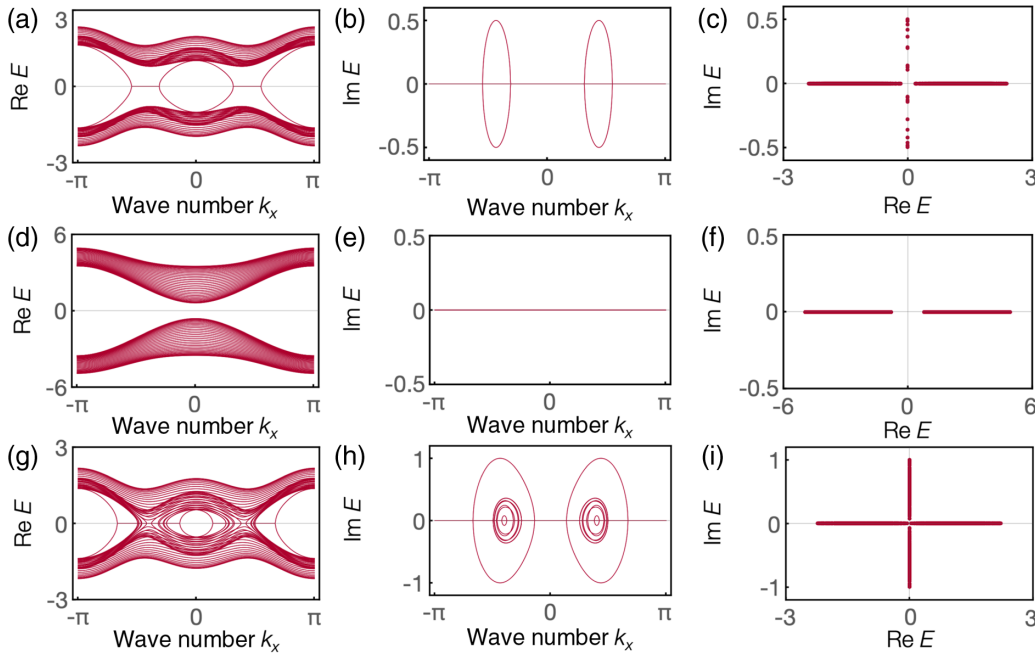 (a)
3
0
-3
-π
0
π
Re E
Wave number kₓ
(b)
0.5
0
-0.5
-π
0
π
Im E
Wave number kₓ
(c)
0.5
0
-0.5
-3
0
3
Im E
Re E
(d)
6
0
-6
-π
0
π
Re E
Wave number kₓ
(e)
0.5
0
-0.5
-π
0
π
Im E
Wave number kₓ
(f)
0.5
0
-0.5
-6
0
6
Im E
Re E
(g)
3
0
-3
-π
0
π
Re E
Wave number kₓ
(h)
1
0
-1
-π
0
π
Im E
Wave number kₓ
(i)
1
0
-1
-3
0
3
Im E
Re E